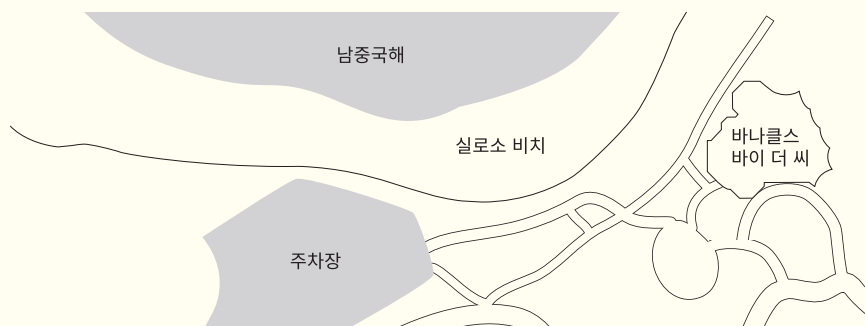 남중국해
실로소 비치
바나클스
바이 더 씨
주차장